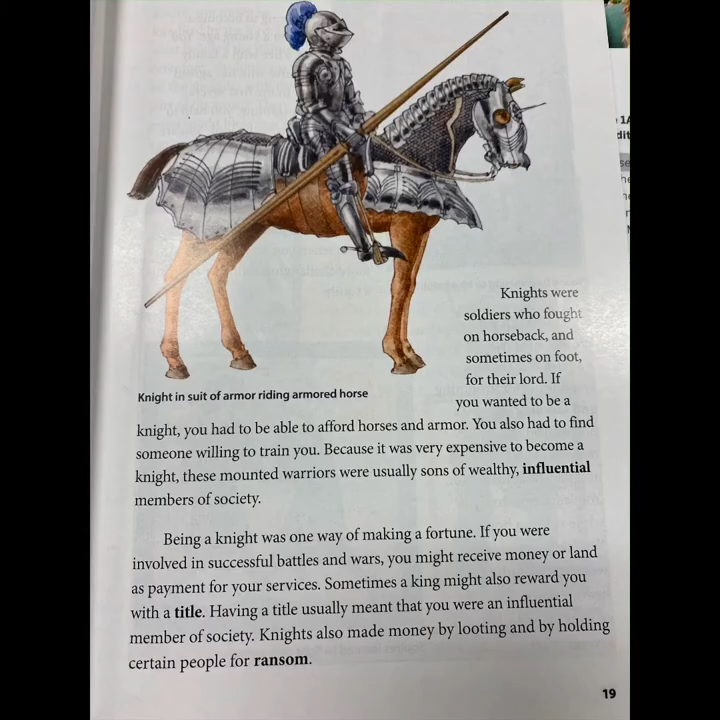 Knights were
soldiers who fought
on horseback, and
sometimes on foot,
for their lord. If
you wanted to be a
Knight in suit of armor riding armored horse
knight, you had to be able to afford horses and armor. You also had to find
someone willing to train you. Because it was very expensive to become a
knight, these mounted warriors were usually sons of wealthy, influential
members of society.
Being a knight was one way of making a fortune. If you were
involved in successful battles and wars, you might receive money or land
as payment for your services. Sometimes a king might also reward you
with a title. Having a title usually meant that you were an influential
member of society. Knights also made money by looting and by holding
certain people for ransom.
19